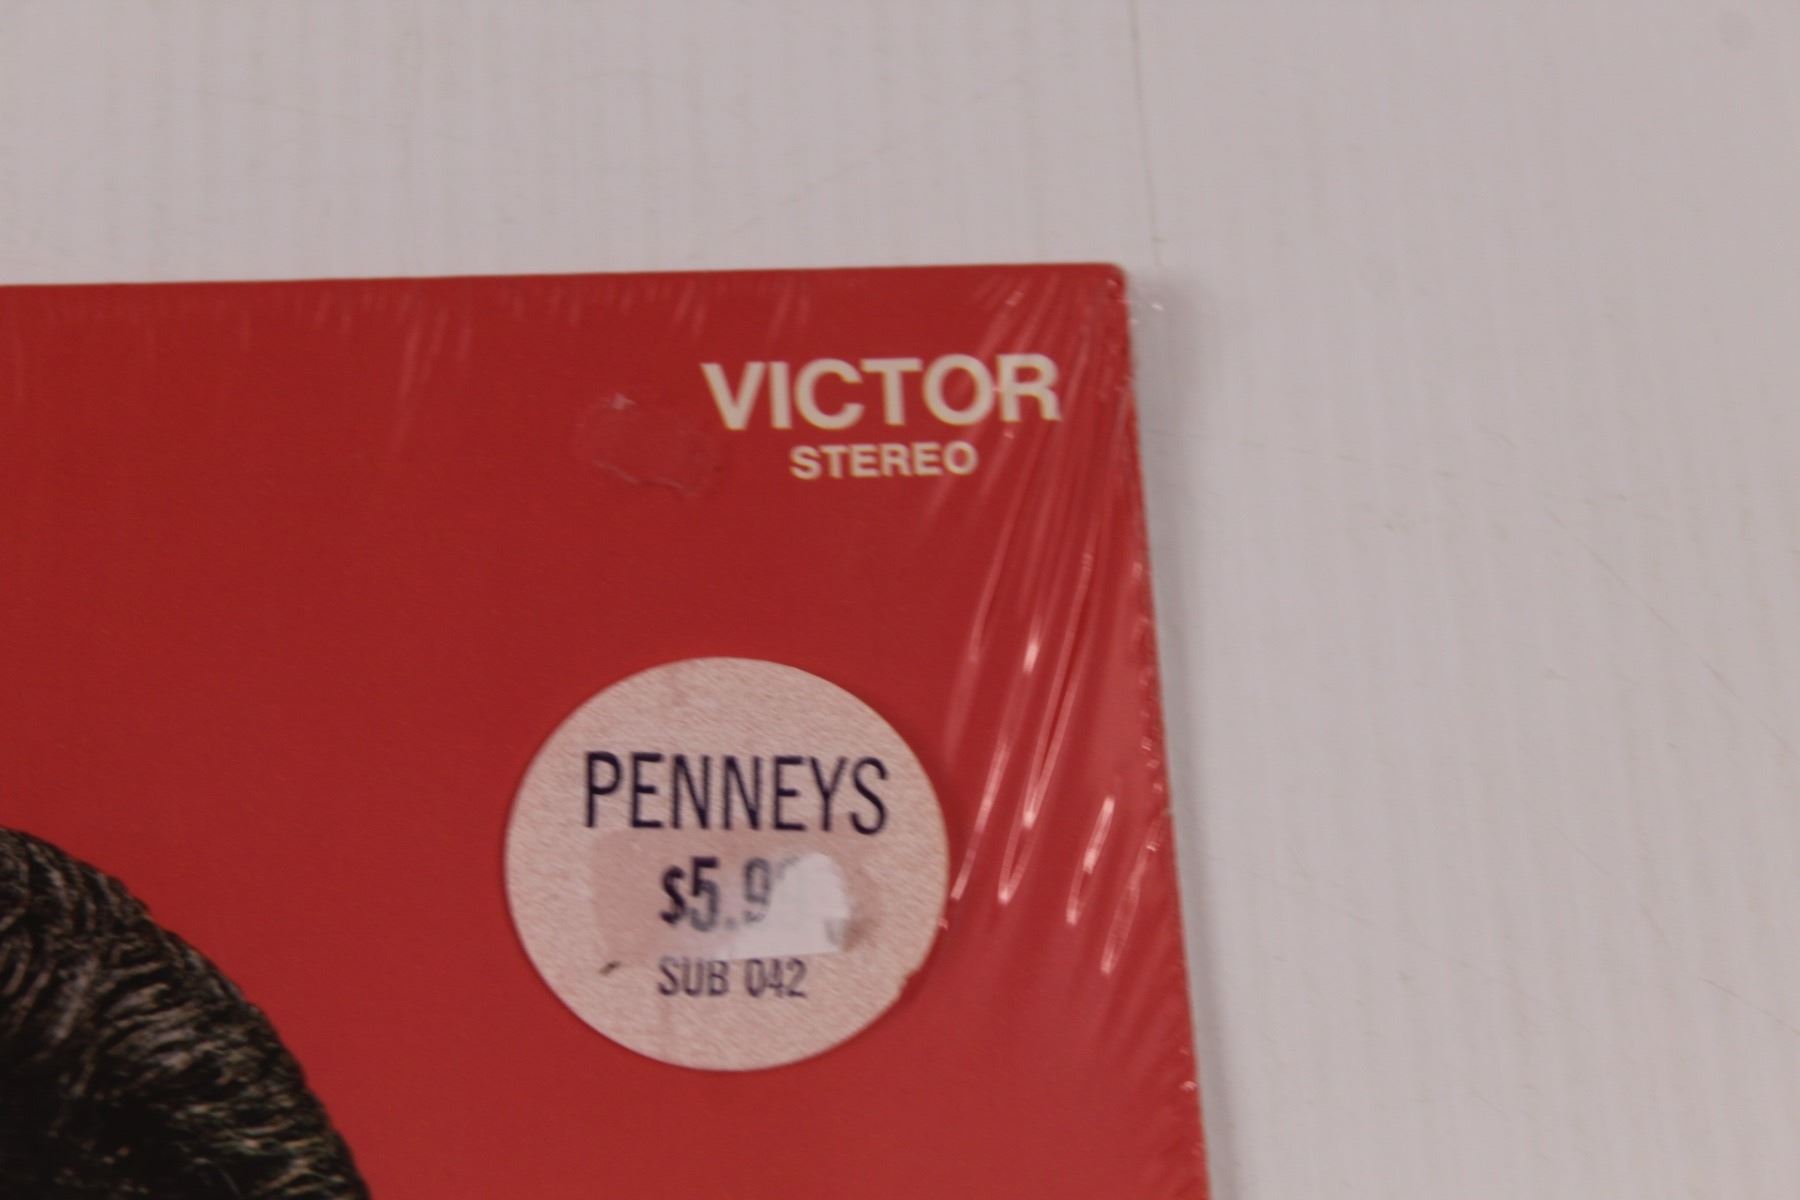 VICTOR
STEREO
PENNEYS
$5.9
SUB 042